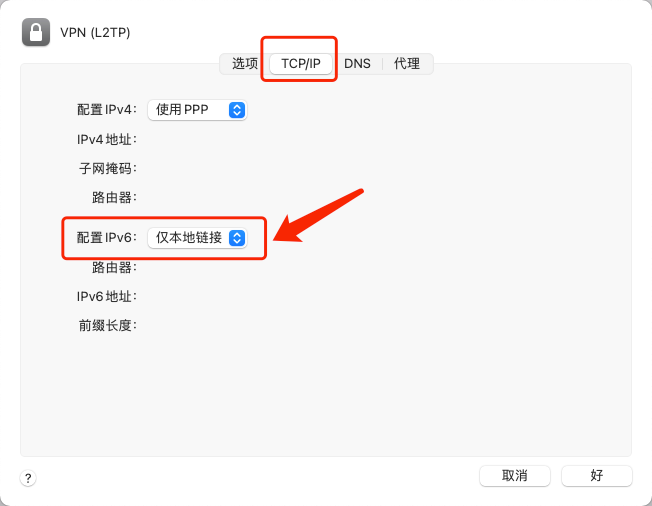 VPN (L2TP)
选项 TCP/IP DNS 代理
配置 IPv4： 使用 PPP
IPv4 地址：
子网掩码：
路由器：
配置 IPv6： 仅本地链接
路由器：
IPv6 地址：
前缀长度：
? 取消 好